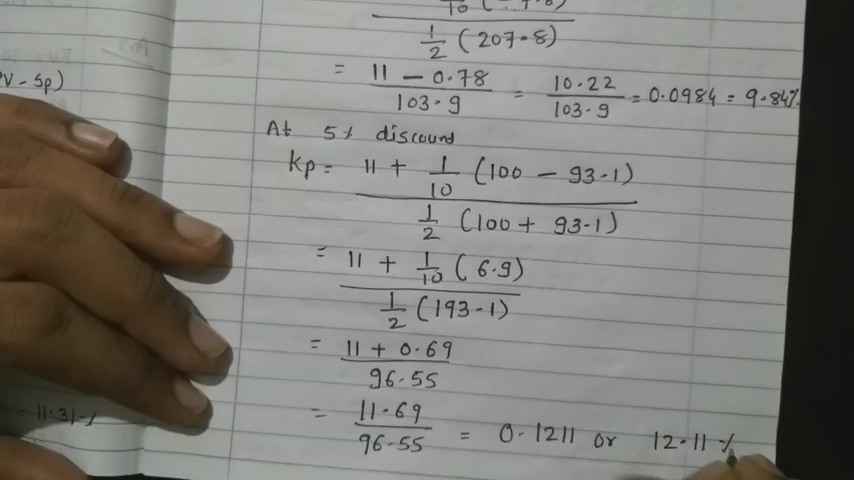 1/2 (207.8)
= (11 - 0.78)/103.9 = 10.22/103.9 = 0.0984 = 9.84%
At 5% discount
Kp = (11 + 1/10 (100 - 93.1))/(1/2 (100 + 93.1))
= (11 + 1/10 (6.9))/(1/2 (193.1))
= (11 + 0.69)/96.55
= 11.69/96.55 = 0.1211 or 12.11%
PV - SP)
= 11.31%